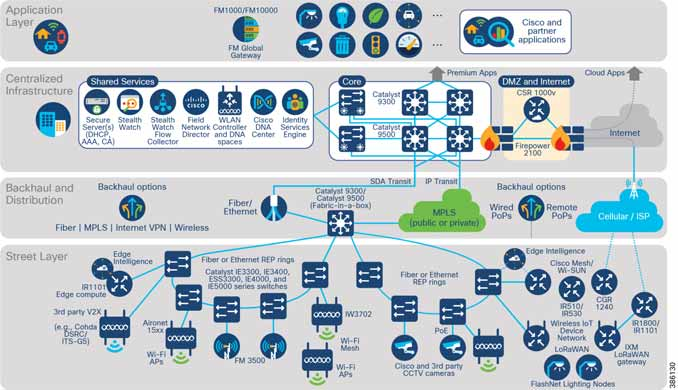 Application
Layer
FM1000/FM10000
FM Global
Gateway
...
...
Cisco and
partner
applications
Centralized
Infrastructure
Shared Services
Secure
Server(s)
(DHCP,
AAA, CA)
Stealth
Watch
Stealth
Watch
Flow
Collector
CISCO
Field
Network
Director
WLAN
Controller
and DNA
spaces
Cisco
DNA
Center
Identity
Services
Engine
Core
Premium Apps
Catalyst
9300
Catalyst
9500
DMZ and Internet
CSR 1000v
Firepower
2100
Cloud Apps
Internet
SDA Transit
IP Transit
Backhaul and
Distribution
Backhaul options
Fiber | MPLS | Internet VPN | Wireless
Fiber/
Ethernet
Catalyst 9300/
Catalyst 9500
(Fabric-in-a-box)
MPLS
(public or private)
Backhaul options
Wired
PoPs
Remote
PoPs
Cellular / ISP
Street Layer
Edge
Intelligence
IR1101
Edge compute
3rd party V2X
(e.g., Cohda
DSRC/
ITS-G5)
Fiber or Ethernet REP rings
Catalyst IE3300, IE3400,
ESS3300, IE4000, and
IE5000 series switches
Aironet
15xx
Wi-Fi
APs
FM 3500
Wi-Fi
APs
IW3702
Wi-Fi
Mesh
Fiber or Ethernet
REP rings
PoE
Cisco and 3rd party
CCTV cameras
Wi-Fi
APs
Edge Intelligence
Cisco Mesh/
Wi-SUN
IR510/
IR530
Wireless IoT
Device
Network
LoRaWAN
FlashNet Lighting Nodes
CGR
1240
IR1800/
IR1101
IXM
LoRaWAN
gateway
386130